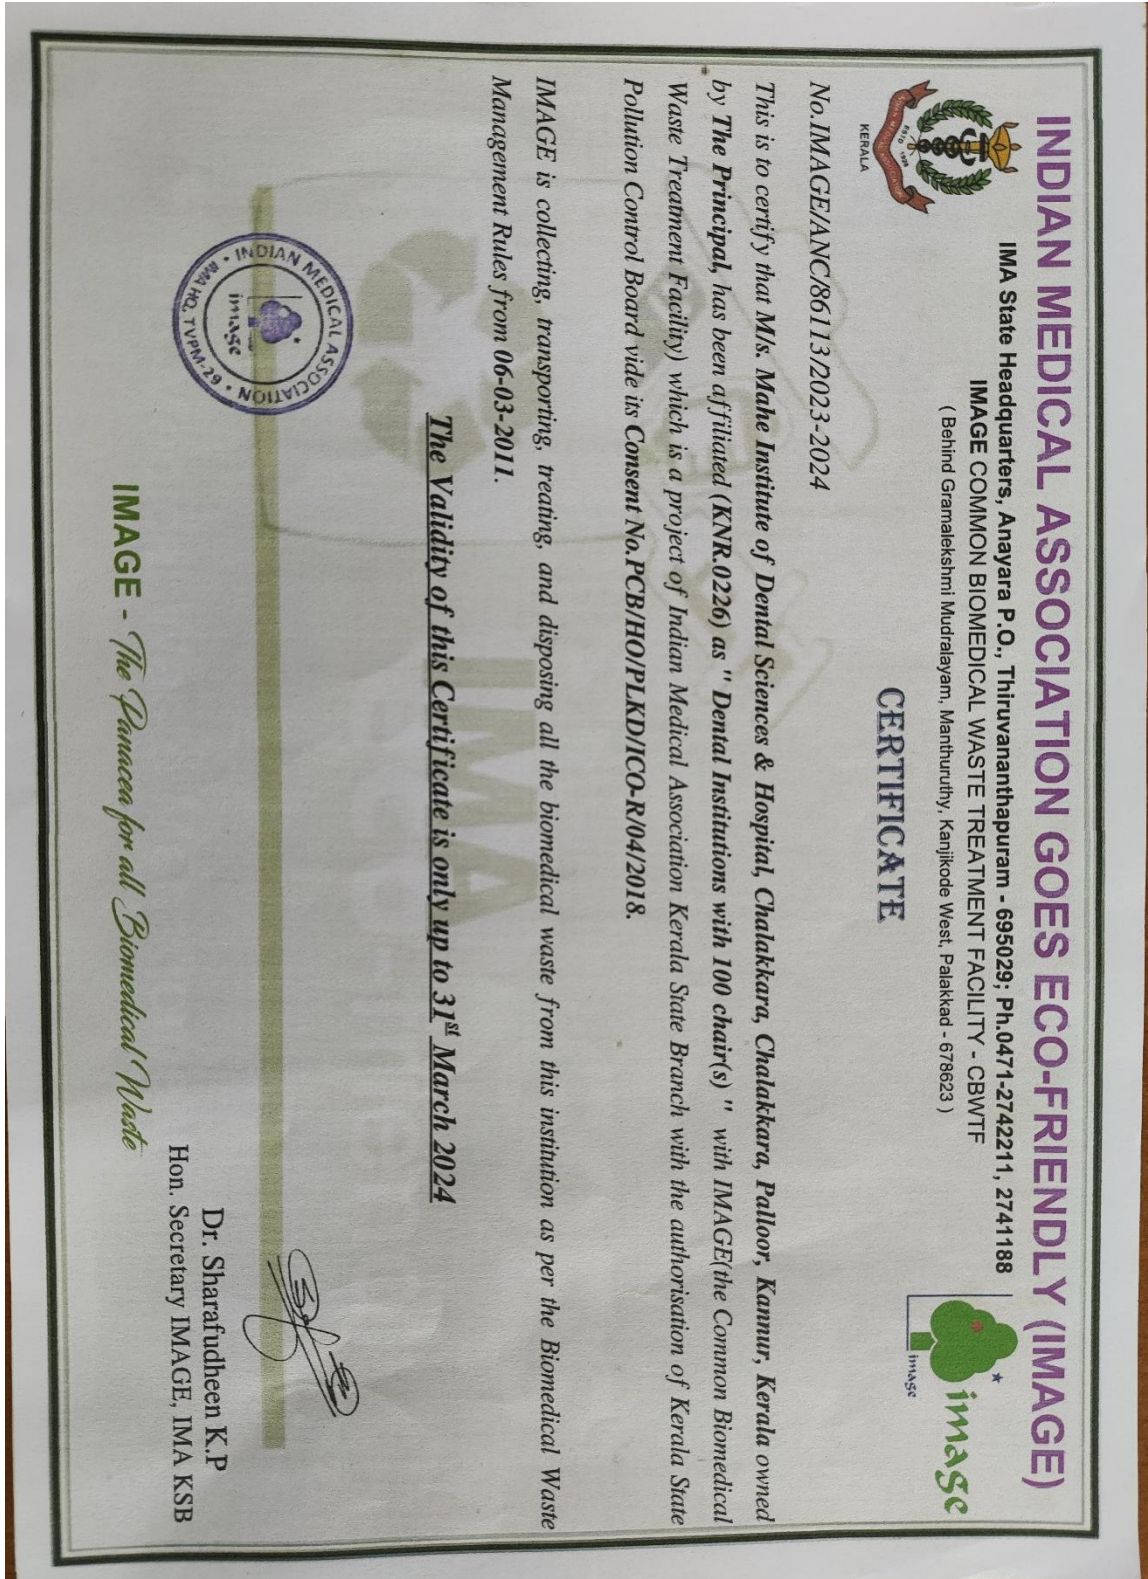 INDIAN MEDICAL ASSOCIATION GOES ECO-FRIENDLY (IMAGE)
IMA State Headquarters, Anayara P.O., Thiruvananthapuram - 695029; Ph.0471-2742211, 2741188
IMAGE COMMON BIOMEDICAL WASTE TREATMENT FACILITY - CBWTF
( Behind Gramalekshmi Mudralayam, Manthuruthy, Kanjikode West, Palakkad - 678623 )
INDIAN MEDICAL ASSOCIATION
ESTD 1928
KERALA
image
image
CERTIFICATE
No.IMAGE/ANC/86113/2023-2024
This is to certify that M/s. Mahe Institute of Dental Sciences & Hospital, Chalakkara, Chalakkara, Palloor, Kannur, Kerala owned
by The Principal, has been affiliated (KNR.0226) as " Dental Institutions with 100 chair(s) " with IMAGE(the Common Biomedical
Waste Treatment Facility) which is a project of Indian Medical Association Kerala State Branch with the authorisation of Kerala State
Pollution Control Board vide its Consent No.PCB/HO/PLKD/ICO-R/04/2018.
IMAGE is collecting, transporting, treating, and disposing all the biomedical waste from this institution as per the Biomedical Waste
Management Rules from 06-03-2011.
IMA
The Validity of this Certificate is only up to 31st March 2024
INDIAN MEDICAL ASSOCIATION
IMA HQ, TVPM-29
image
Dr. Sharafudheen K.P
Hon. Secretary IMAGE, IMA KSB
IMAGE - The Panacea for all Biomedical Waste